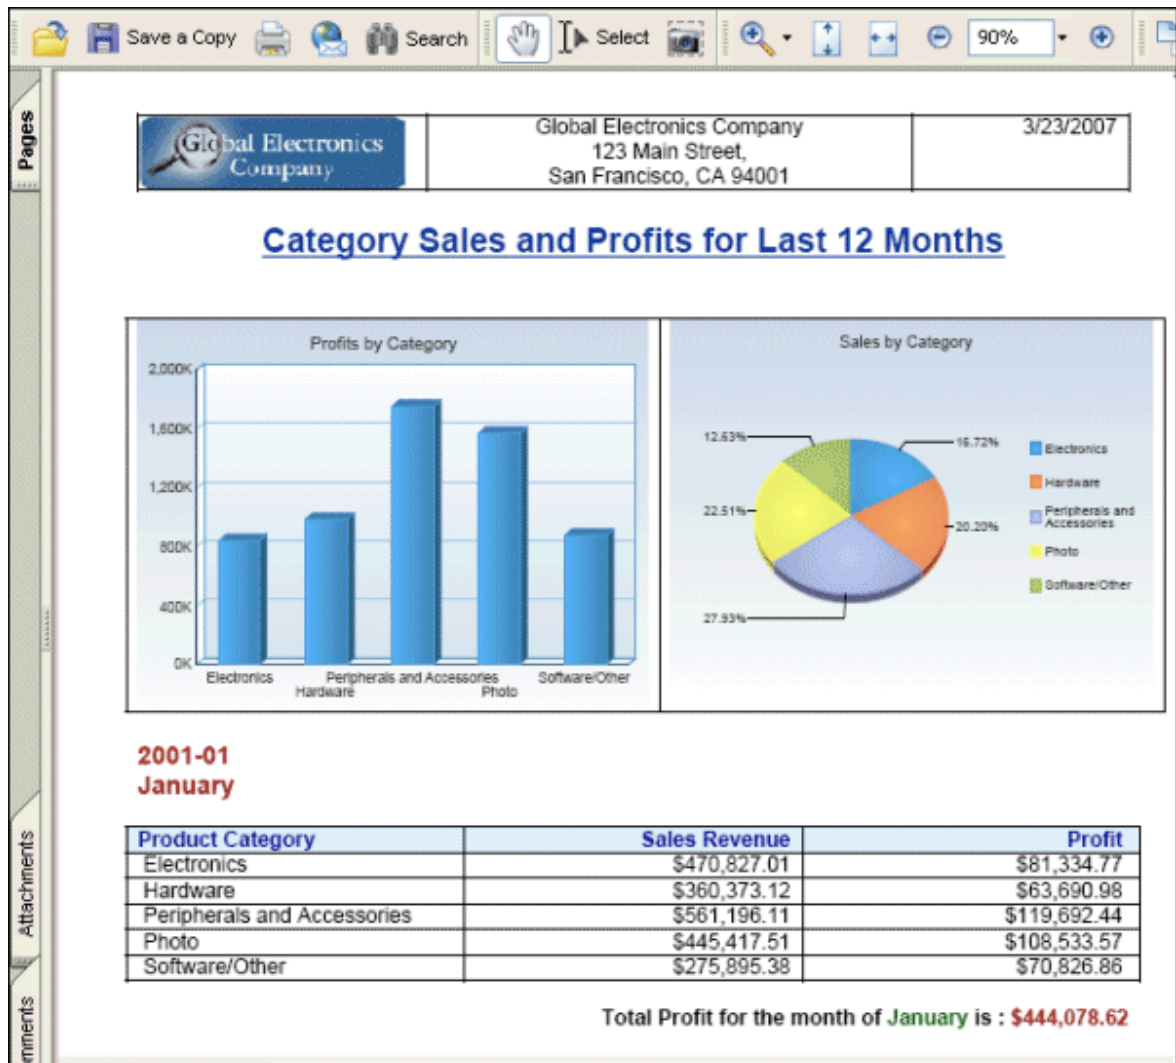 Save a Copy
Search
Select
90%
Pages
Attachments
Global Electronics
Company
Global Electronics Company
123 Main Street,
San Francisco, CA 94001
3/23/2007
Category Sales and Profits for Last 12 Months
Profits by Category
2,000K
1,600K
1,200K
800K
400K
0K
Electronics
Hardware
Peripherals and Accessories
Photo
Software/Other
Sales by Category
12.53%
16.72%
22.51%
20.20%
27.93%
Electronics
Hardware
Peripherals and
Accessories
Photo
Software/Other
2001-01
January
Product Category Sales Revenue Profit
Electronics $470,827.01 $81,334.77
Hardware $360,373.12 $63,690.98
Peripherals and Accessories $561,196.11 $119,692.44
Photo $445,417.51 $108,533.57
Software/Other $275,895.38 $70,826.86
Total Profit for the month of January is : $444,078.62